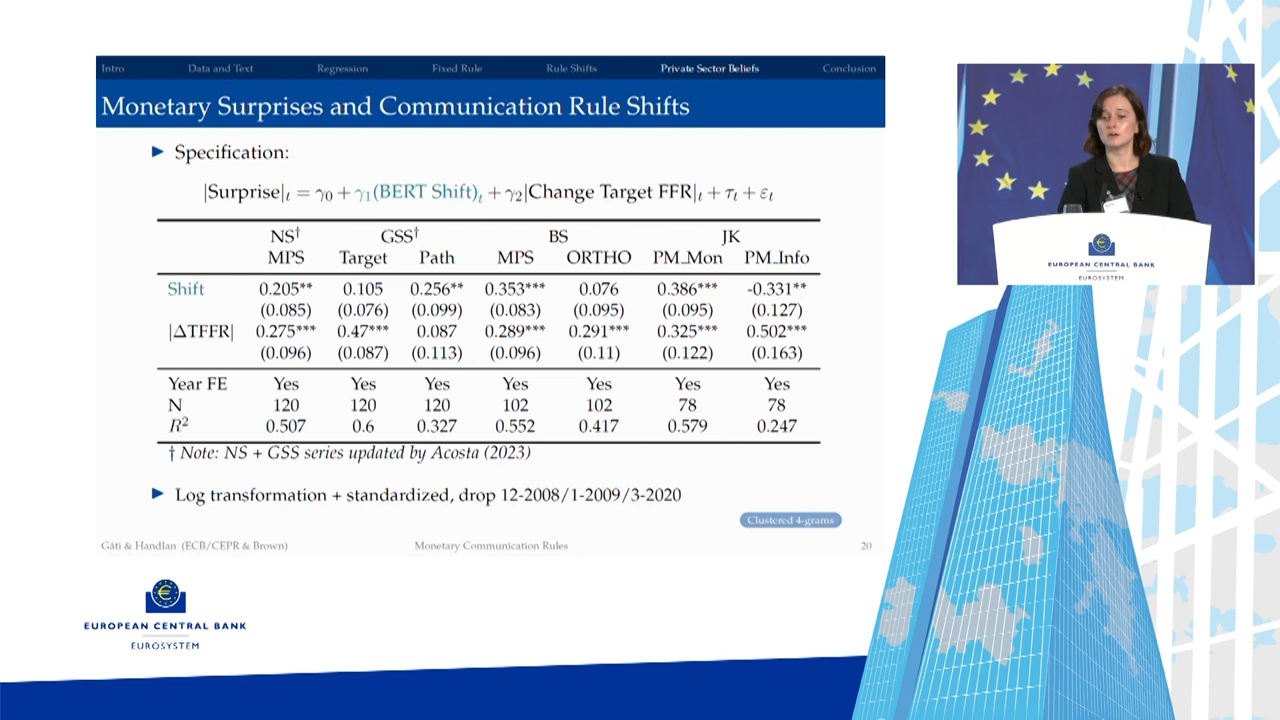 Intro Data and Text Regression Fixed Rule Rule Shifts Private Sector Beliefs Conclusion
Monetary Surprises and Communication Rule Shifts
▶ Specification:
|Surprise|ₜ = γ₀ + γ₁(BERT Shift)ₜ + γ₂|Change Target FFR|ₜ + τₜ + εₜ
NS† GSS† BS JK
MPS Target Path MPS ORTHO PM_Mon PM_Info
Shift 0.205** 0.105 0.256** 0.353*** 0.076 0.386*** -0.331**
(0.085) (0.076) (0.099) (0.083) (0.095) (0.095) (0.127)
|ΔTFFR| 0.275*** 0.47*** 0.087 0.289*** 0.291*** 0.325*** 0.502***
(0.096) (0.087) (0.113) (0.096) (0.11) (0.122) (0.163)
Year FE Yes Yes Yes Yes Yes Yes Yes
N 120 120 120 102 102 78 78
R² 0.507 0.6 0.327 0.552 0.417 0.579 0.247
† Note: NS + GSS series updated by Acosta (2023)
▶ Log transformation + standardized, drop 12-2008/1-2009/3-2020
Clustered 4-grams
Gáti & Handlan (ECB/CEPR & Brown) Monetary Communication Rules 20
EUROPEAN CENTRAL BANK
EUROSYSTEM
EUROPEAN CENTRAL BANK
EUROSYSTEM